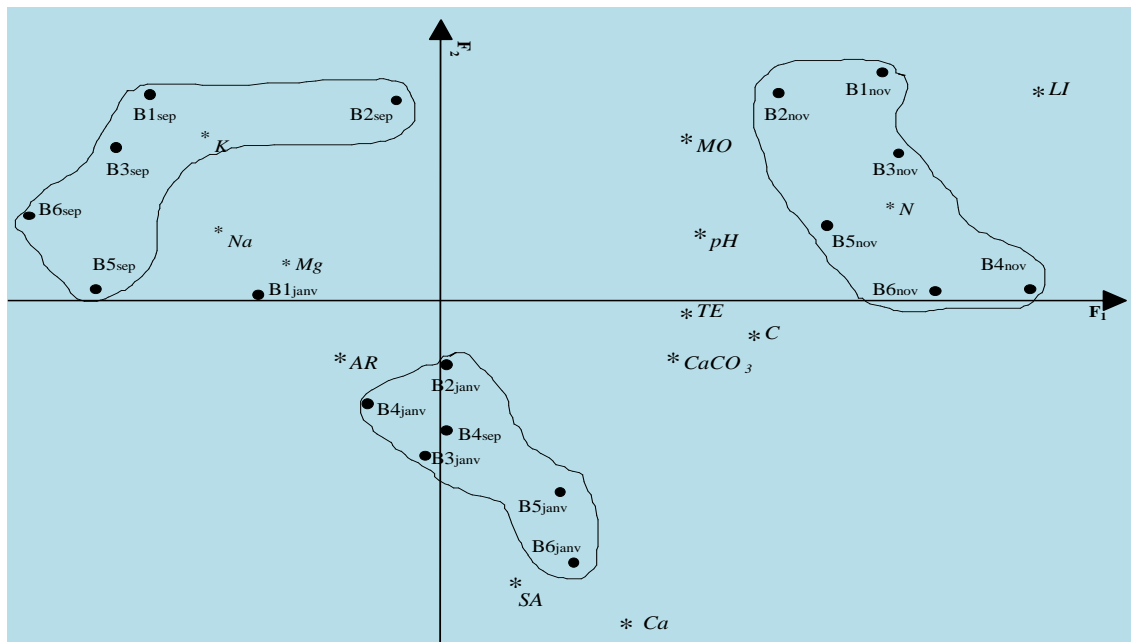 F2
B1sep
B2sep
*K
B3sep
B6sep
*Na
*Mg
B5sep
B1janv
B1nov
*LI
B2nov
*MO
B3nov
*N
*pH
B5nov
B4nov
B6nov
F1
*TE
*C
*CaCO3
*AR
B2janv
B4janv
B4sep
B3janv
B5janv
B6janv
*SA
*Ca